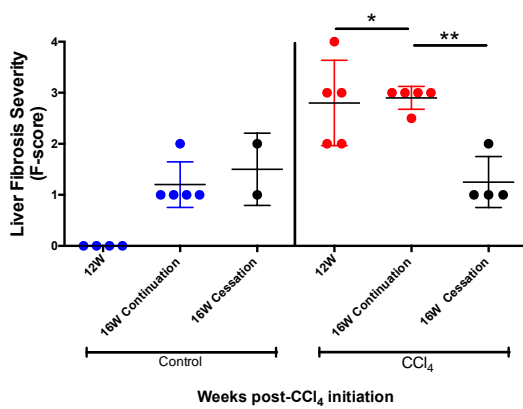 * **
Liver Fibrosis Severity
(F-score)
4
3
2
1
0
12W
16W Continuation
16W Cessation
12W
16W Continuation
16W Cessation
Control
CCl₄
Weeks post-CCl₄ initiation